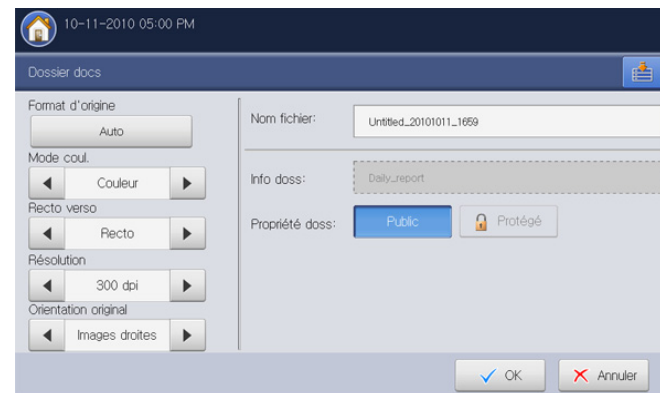 10-11-2010 05:00 PM
Dossier docs
Format d'origine
Auto
Mode coul.
Couleur
Recto verso
Recto
Résolution
300 dpi
Orientation original
Images droites
Nom fichier:
Untitled_20101011_1659
Info doss:
Daily_report
Propriété doss:
Public
Protégé
OK
Annuler